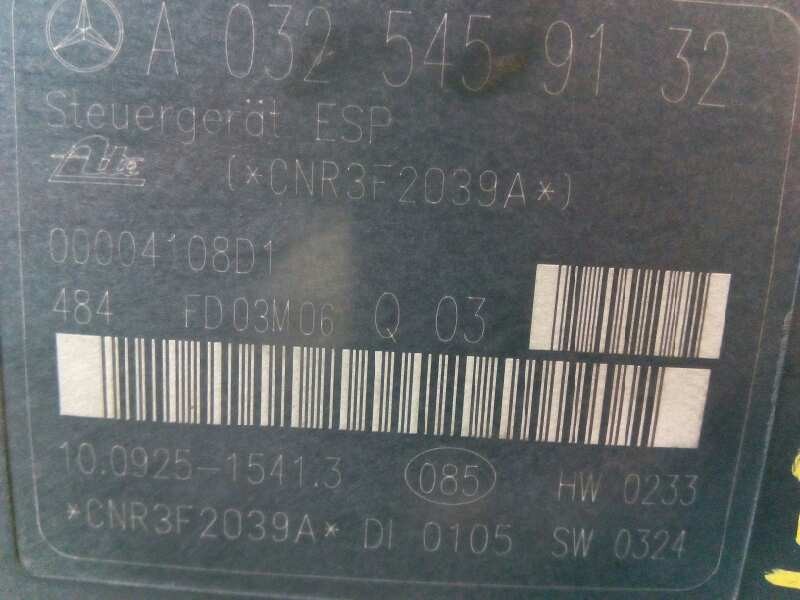 A 032 545 91 32
Steuergerät ESP
Ate (*CNR3F2039A*)
00004108D1
484 FD03M06 Q 03
10.0925-1541.3 085 HW 0233
*CNR3F2039A* DI 0105 SW 0324